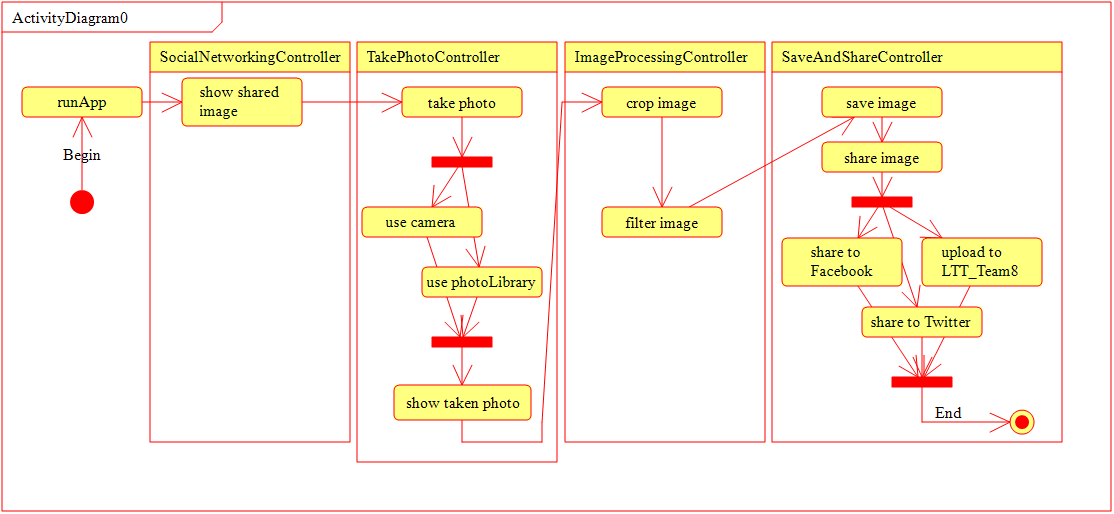 ActivityDiagram0
SocialNetworkingController
TakePhotoController
ImageProcessingController
SaveAndShareController
runApp
Begin
show shared
image
take photo
use camera
use photoLibrary
show taken photo
crop image
filter image
save image
share image
share to
Facebook
upload to
LTT_Team8
share to Twitter
End